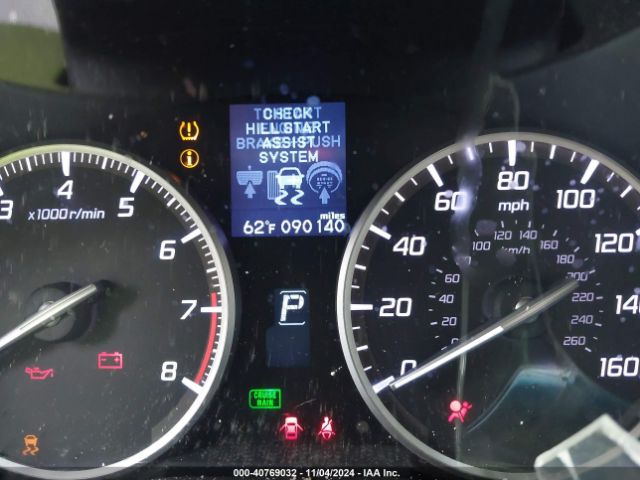 CHECK
HILL START
ASSIST
SYSTEM
62°F 090140 miles
3 4 5 6 7 8
x1000r/min
P
CRUISE
MAIN
0 20 40 60 80 100 120 140 160
mph
0 20 40 60 80 100 120 140 160 180 200 220 240 260
km/h
000-40769032 - 11/04/2024 - IAA Inc.